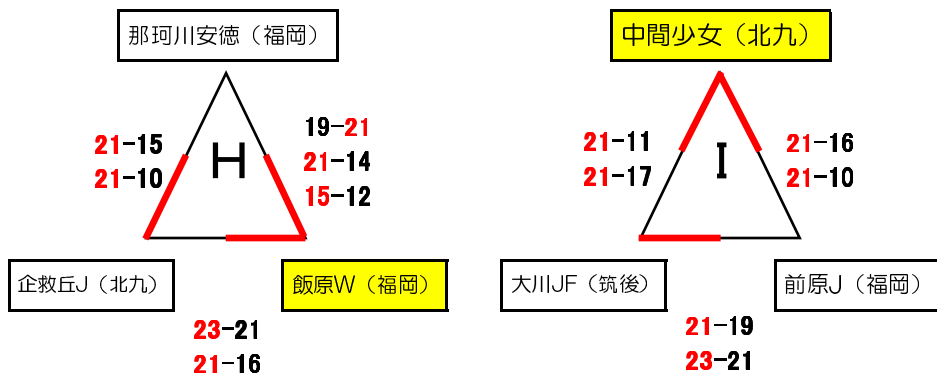 那珂川安徳（福岡）
21-15
21-10
H
19-21
21-14
15-12
企救丘J（北九）
飯原W（福岡）
23-21
21-16
中間少女（北九）
21-11
21-17
I
21-16
21-10
大川JF（筑後）
前原J（福岡）
21-19
23-21